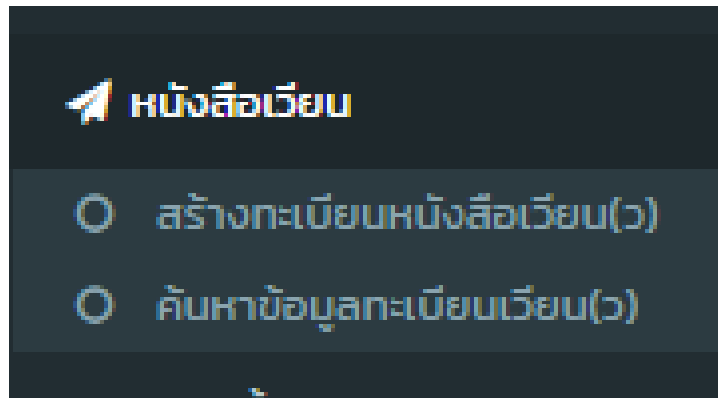 หนังสือเวียน
สร้างทะเบียนหนังสือเวียน(ว)
ค้นหาข้อมูลทะเบียนเวียน(ว)